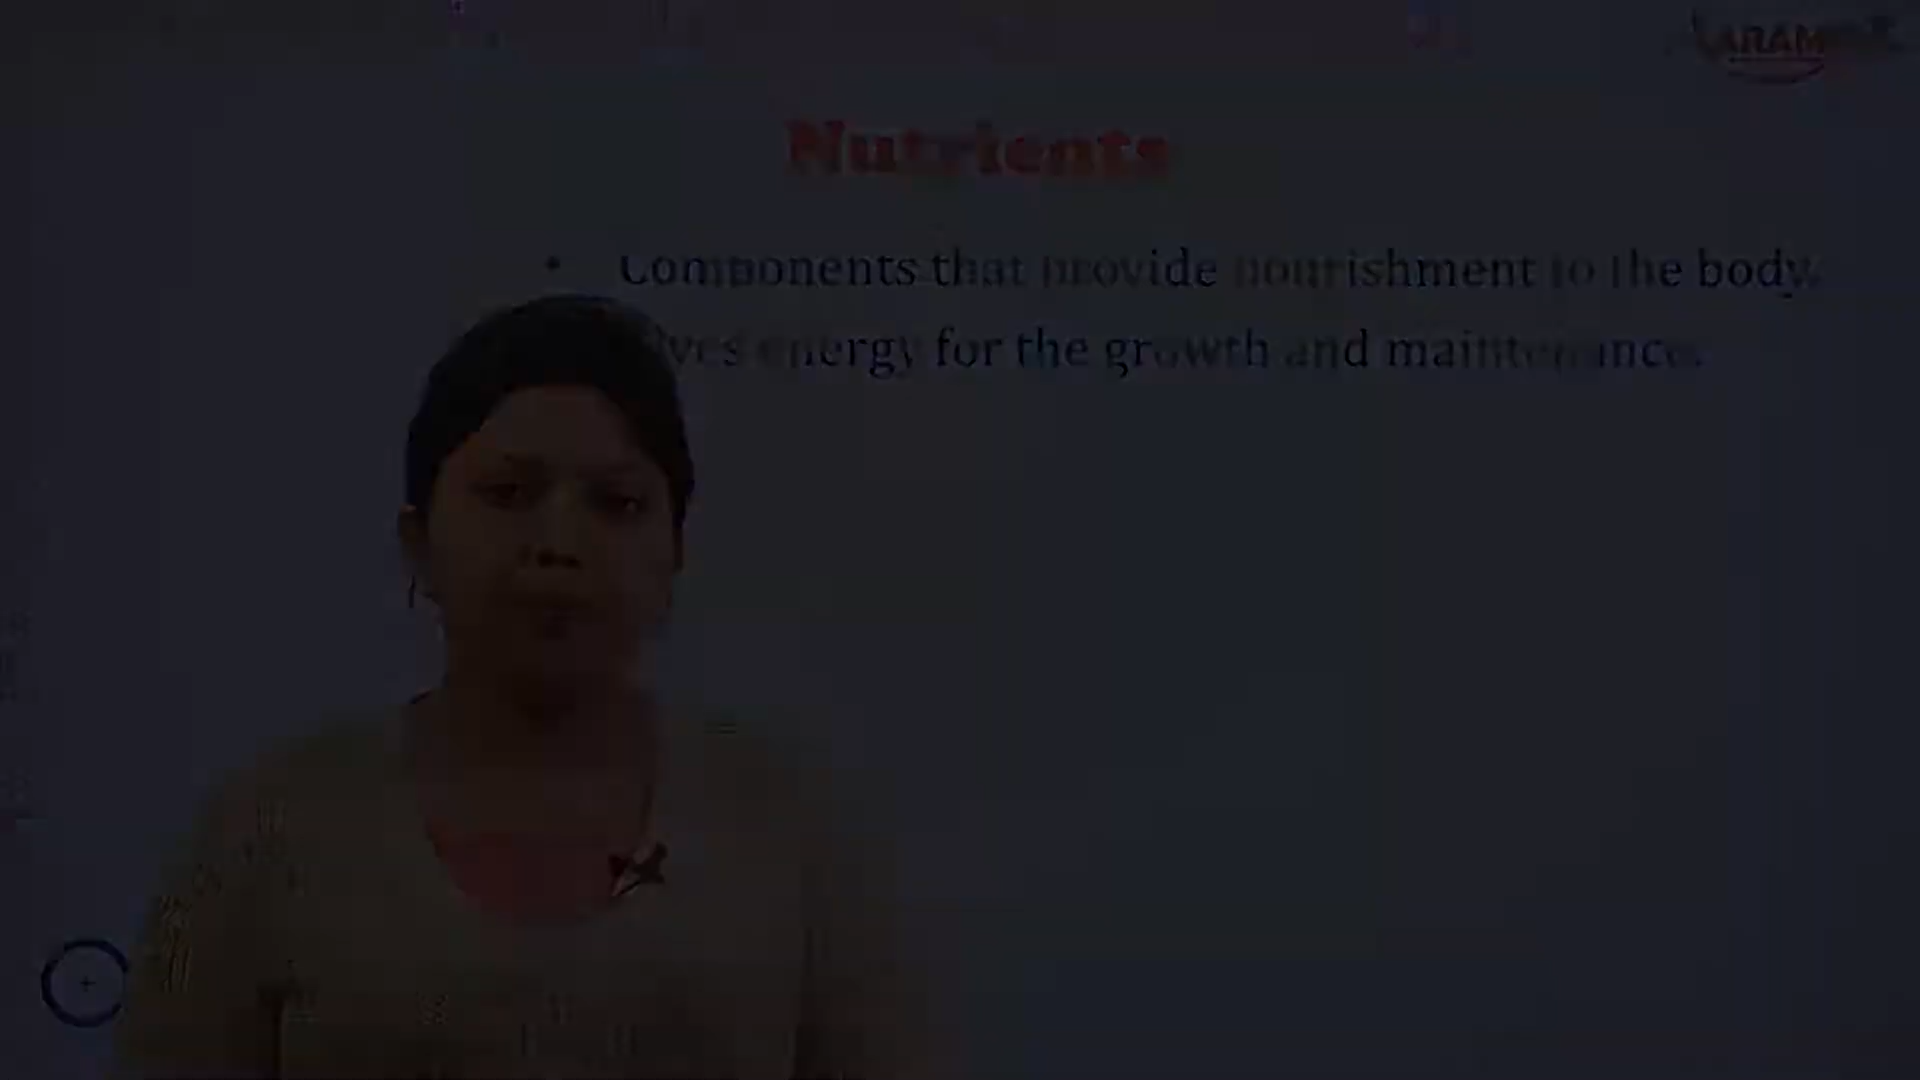 Nutrients
• Components that provide nourishment to the body.
energy for the growth and maintenance.